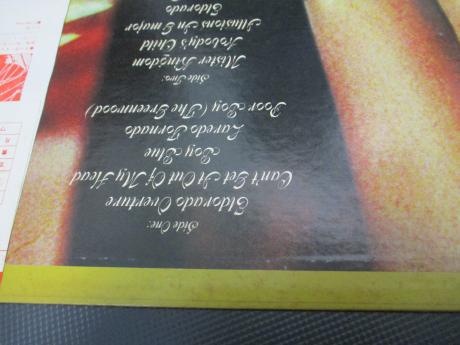 Side One:
Eldorado Overture
Can't Get It Out Of My Head
Boy Blue
Laredo Tornado
Poor Boy (The Greenwood)
Side Two:
Mister Kingdom
Nobody's Child
Illusions In G major
Eldorado